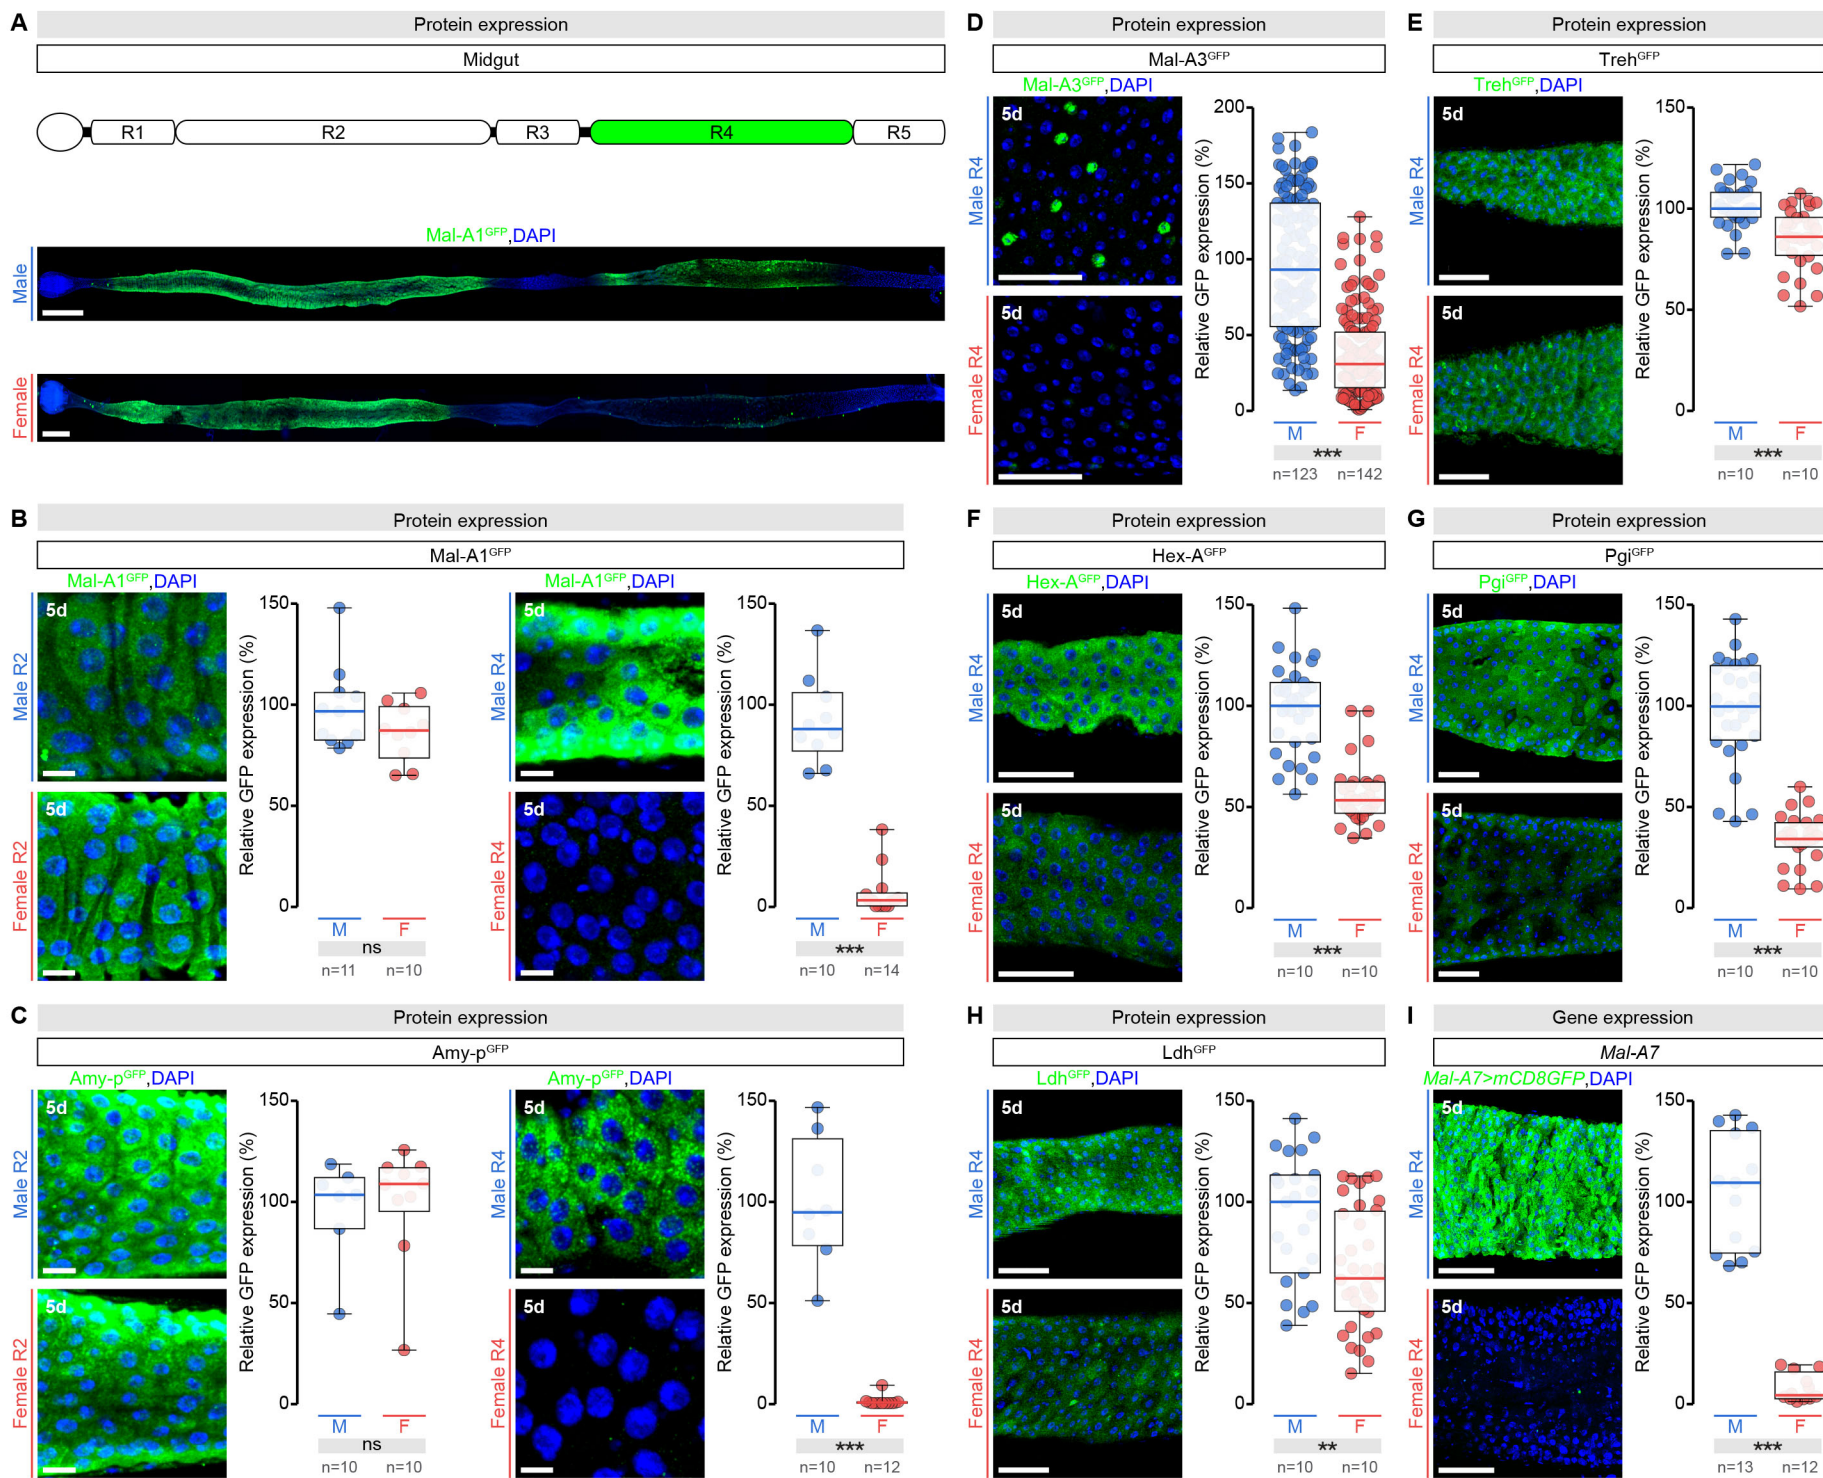 A
Protein expression
Midgut
R1 R2 R3 R4 R5
Mal-A1GFP,DAPI
Male
Female
B
Protein expression
Mal-A1GFP
Mal-A1GFP,DAPI
Male R2
5d
Female R2
5d
Relative GFP expression (%)
150
100
50
0
M F
ns
n=11 n=10
Mal-A1GFP,DAPI
Male R4
5d
Female R4
5d
Relative GFP expression (%)
150
100
50
0
M F
***
n=10 n=14
C
Protein expression
Amy-pGFP
Amy-pGFP,DAPI
Male R2
5d
Female R2
5d
Relative GFP expression (%)
150
100
50
0
M F
ns
n=10 n=10
Amy-pGFP,DAPI
Male R4
5d
Female R4
5d
Relative GFP expression (%)
150
100
50
0
M F
***
n=10 n=12
D
Protein expression
Mal-A3GFP
Mal-A3GFP,DAPI
Male R4
5d
Female R4
5d
Relative GFP expression (%)
200
150
100
50
0
M F
***
n=123 n=142
E
Protein expression
TrehGFP
TrehGFP,DAPI
Male R4
5d
Female R4
5d
Relative GFP expression (%)
150
100
50
0
M F
***
n=10 n=10
F
Protein expression
Hex-AGFP
Hex-AGFP,DAPI
Male R4
5d
Female R4
5d
Relative GFP expression (%)
150
100
50
0
M F
***
n=10 n=10
G
Protein expression
PgiGFP
PgiGFP,DAPI
Male R4
5d
Female R4
5d
Relative GFP expression (%)
150
100
50
0
M F
***
n=10 n=10
H
Protein expression
LdhGFP
LdhGFP,DAPI
Male R4
5d
Female R4
5d
Relative GFP expression (%)
150
100
50
0
M F
**
n=10 n=10
I
Gene expression
Mal-A7
Mal-A7>mCD8GFP,DAPI
Male R4
5d
Female R4
5d
Relative GFP expression (%)
150
100
50
0
M F
***
n=13 n=12